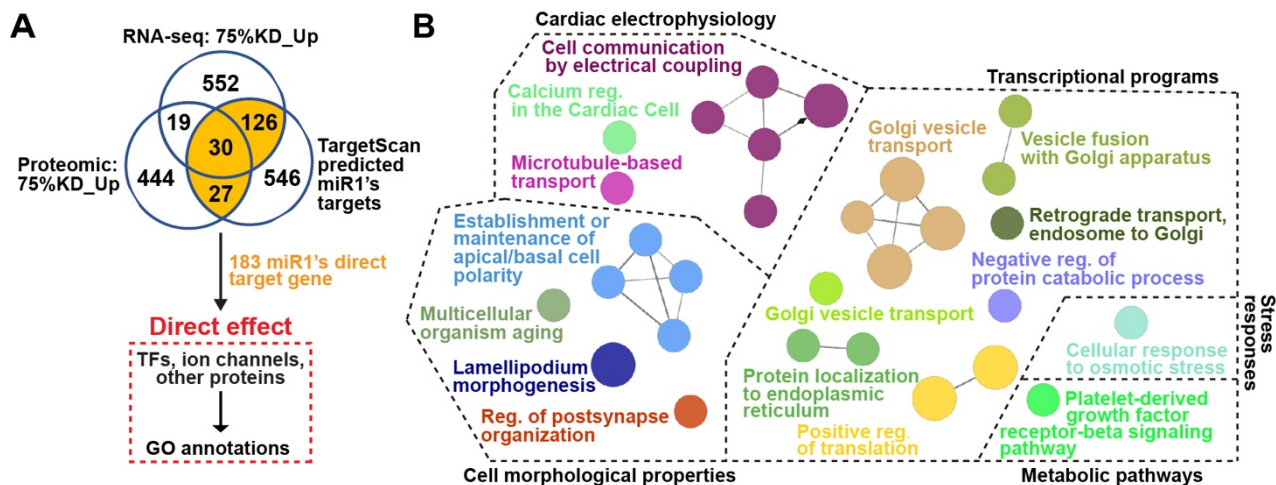 A
RNA-seq: 75%KD_Up
552
19
126
30
Proteomic:
75%KD_Up
444
27
546
TargetScan
predicted
miR1's
targets
183 miR1's direct
target gene
Direct effect
TFs, ion channels,
other proteins
GO annotations
B
Cardiac electrophysiology
Cell communication
by electrical coupling
Calcium reg.
in the Cardiac Cell
Microtubule-based
transport
Transcriptional programs
Golgi vesicle
transport
Vesicle fusion
with Golgi apparatus
Retrograde transport,
endosome to Golgi
Negative reg. of
protein catabolic process
Golgi vesicle transport
Protein localization
to endoplasmic
reticulum
Positive reg.
of translation
Establishment or
maintenance of
apical/basal cell
polarity
Multicellular
organism aging
Lamellipodium
morphogenesis
Reg. of postsynapse
organization
Cell morphological properties
Stress
responses
Cellular response
to osmotic stress
Platelet-derived
growth factor
receptor-beta signaling
pathway
Metabolic pathways